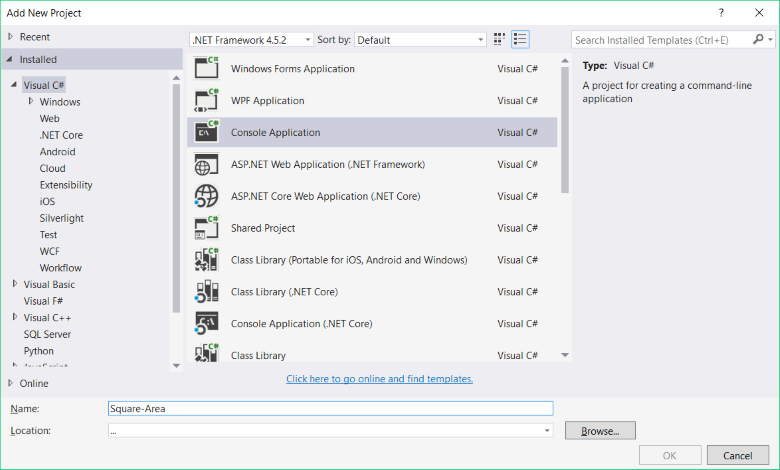 Add New Project
? ×
Recent
.NET Framework 4.5.2 Sort by: Default
Search Installed Templates (Ctrl+E)
Installed
Visual C#
Windows
Web
.NET Core
Android
Cloud
Extensibility
iOS
Silverlight
Test
WCF
Workflow
Visual Basic
Visual F#
Visual C++
SQL Server
Python
JavaScript
Online
Windows Forms Application Visual C#
WPF Application Visual C#
Console Application Visual C#
ASP.NET Web Application (.NET Framework) Visual C#
ASP.NET Core Web Application (.NET Core) Visual C#
Shared Project Visual C#
Class Library (Portable for iOS, Android and Windows) Visual C#
Class Library (.NET Core) Visual C#
Console Application (.NET Core) Visual C#
Class Library Visual C#
Click here to go online and find templates.
Type: Visual C#
A project for creating a command-line
application
Name: Square-Area
Location: ...
Browse...
OK Cancel